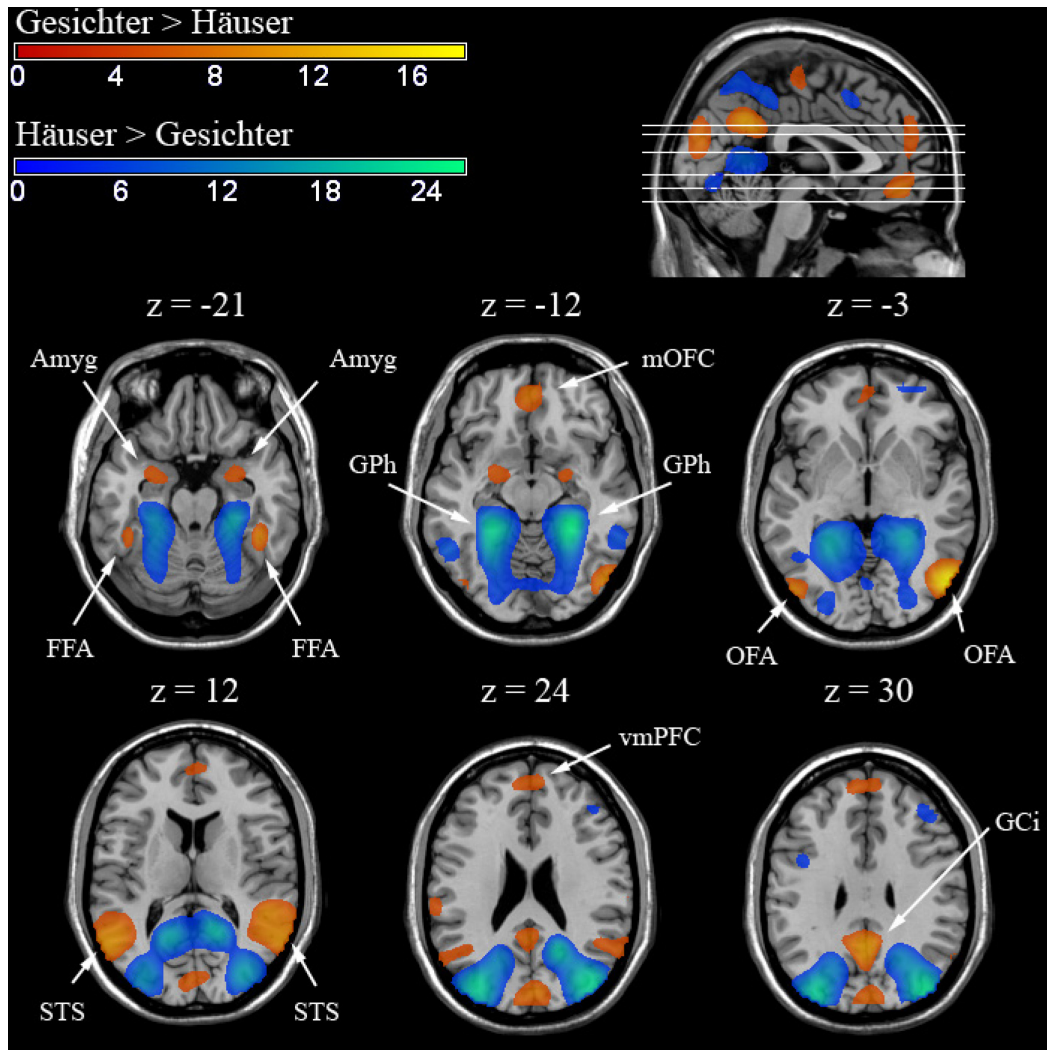 Gesichter > Häuser
0 4 8 12 16
Häuser > Gesichter
0 6 12 18 24
z = -21
z = -12
z = -3
Amyg
Amyg
mOFC
GPh
GPh
FFA
FFA
OFA
OFA
z = 12
z = 24
z = 30
vmPFC
GCi
STS
STS